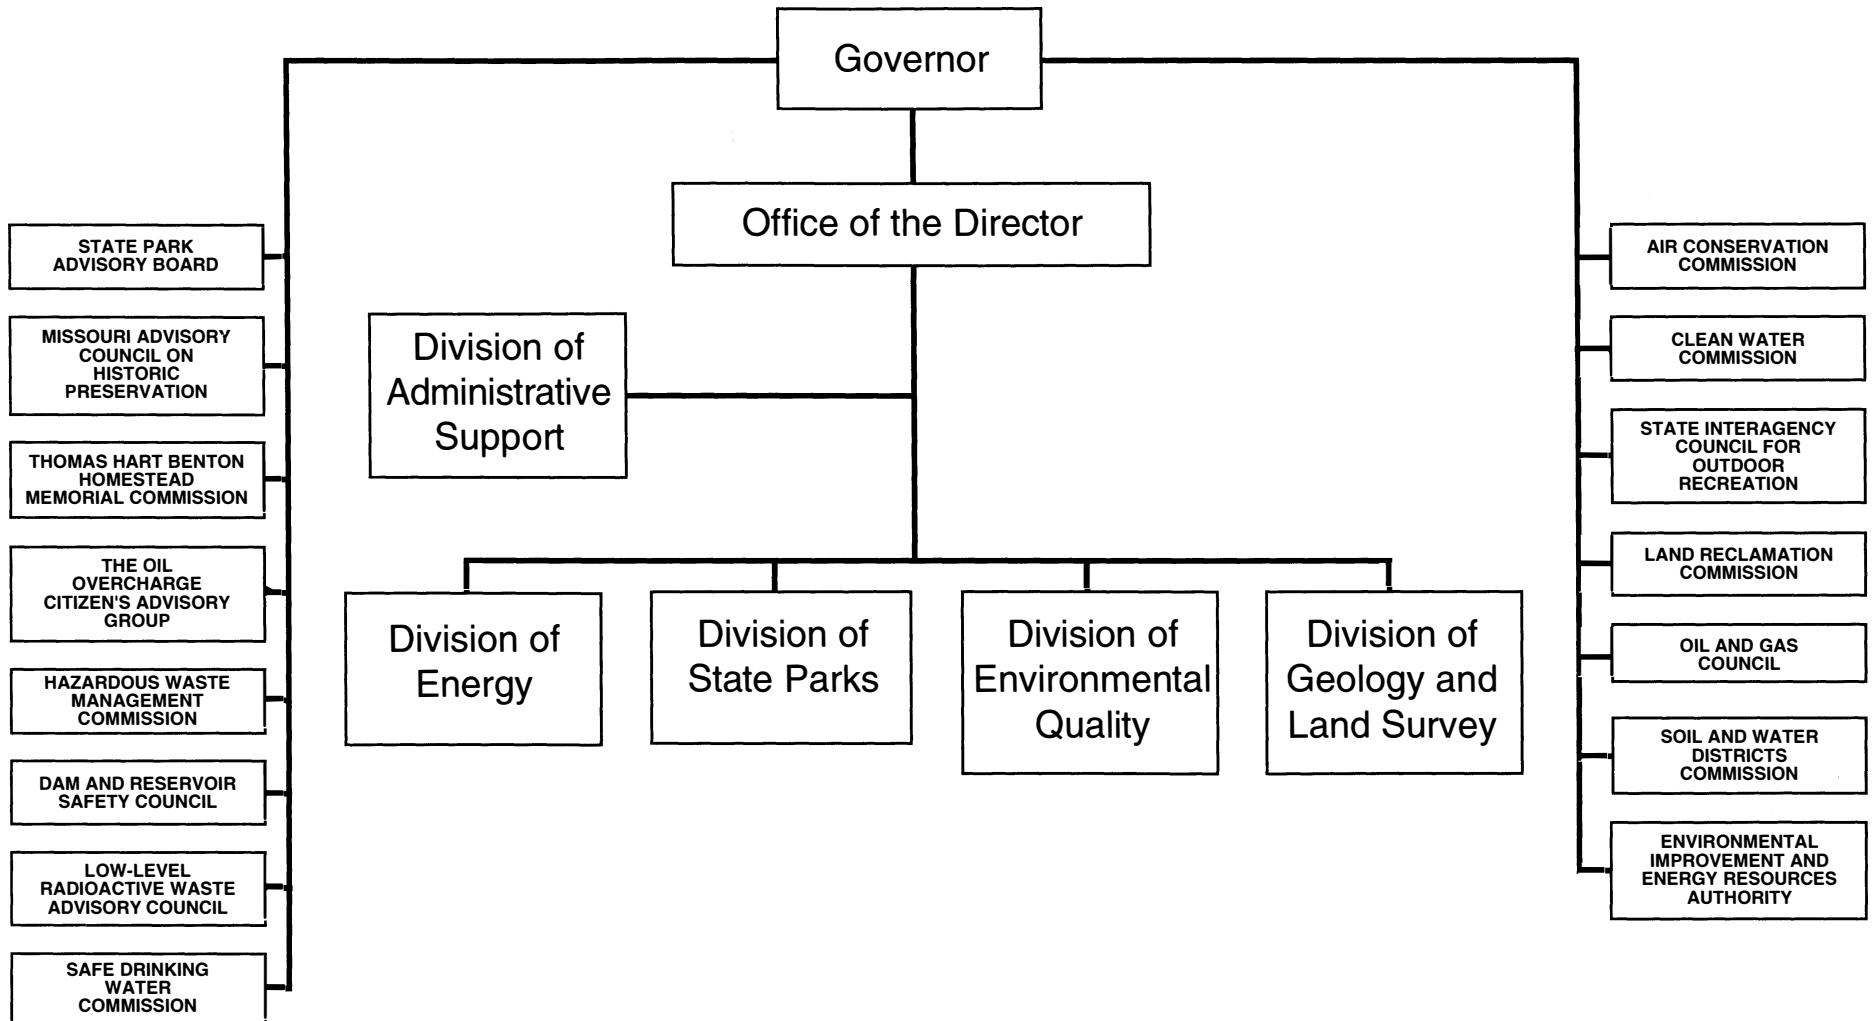 Governor
Office of the Director
Division of
Administrative
Support
Division of
Energy
Division of
State Parks
Division of
Environmental
Quality
Division of
Geology and
Land Survey
STATE PARK
ADVISORY BOARD
MISSOURI ADVISORY
COUNCIL ON
HISTORIC
PRESERVATION
THOMAS HART BENTON
HOMESTEAD
MEMORIAL COMMISSION
THE OIL
OVERCHARGE
CITIZEN'S ADVISORY
GROUP
HAZARDOUS WASTE
MANAGEMENT
COMMISSION
DAM AND RESERVOIR
SAFETY COUNCIL
LOW-LEVEL
RADIOACTIVE WASTE
ADVISORY COUNCIL
SAFE DRINKING
WATER
COMMISSION
AIR CONSERVATION
COMMISSION
CLEAN WATER
COMMISSION
STATE INTERAGENCY
COUNCIL FOR
OUTDOOR
RECREATION
LAND RECLAMATION
COMMISSION
OIL AND GAS
COUNCIL
SOIL AND WATER
DISTRICTS
COMMISSION
ENVIRONMENTAL
IMPROVEMENT AND
ENERGY RESOURCES
AUTHORITY